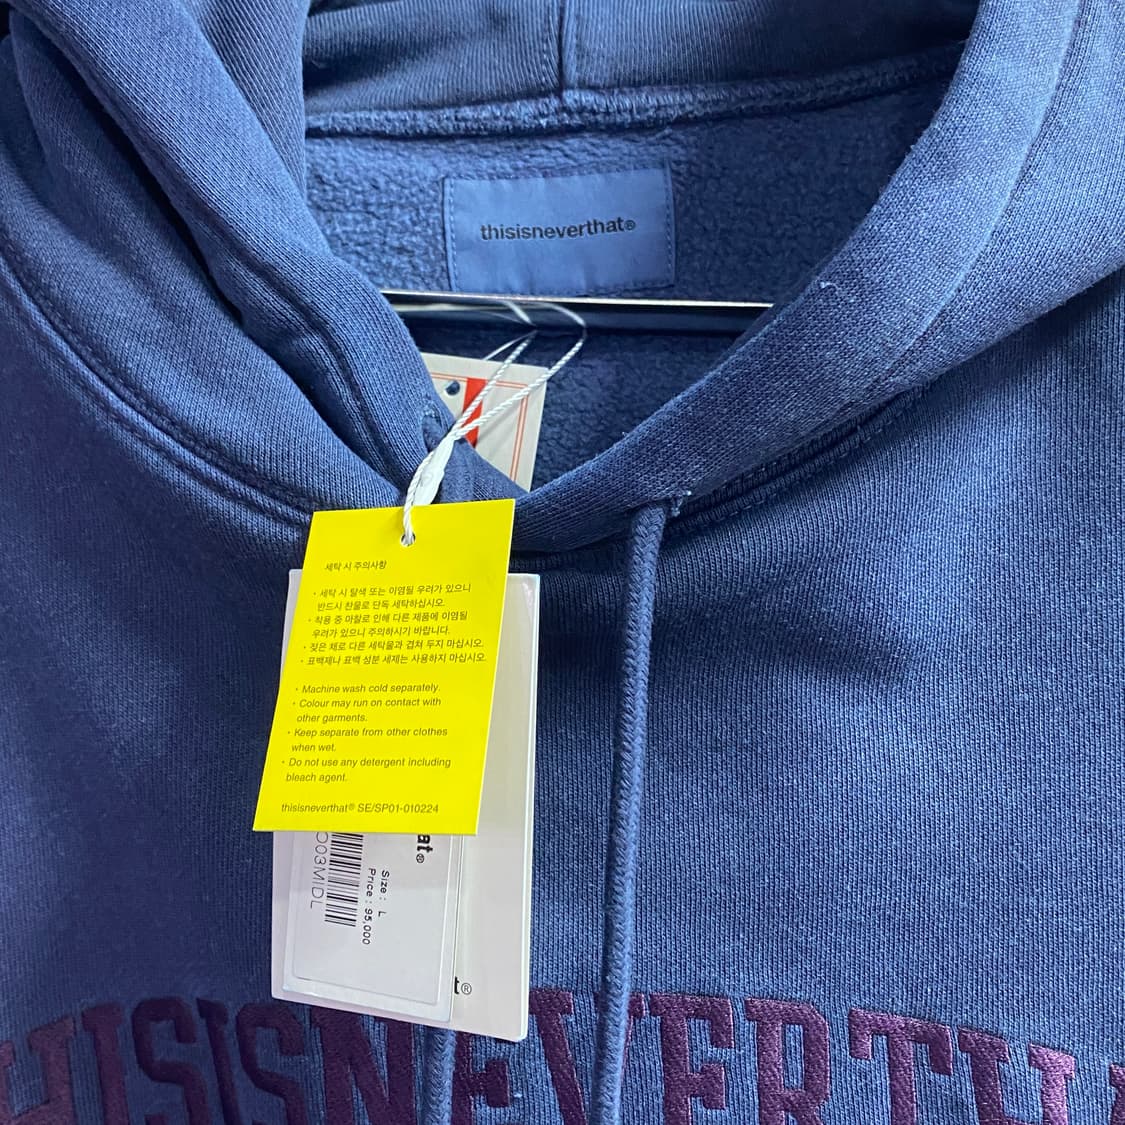 thisisneverthat®
세탁 시 주의사항
• 세탁 시 탈색 또는 이염될 우려가 있으니
반드시 찬물로 단독 세탁하십시오.
• 착용 중 마찰로 인해 다른 제품에 이염될
우려가 있으니 주의하시기 바랍니다.
• 젖은 채로 다른 세탁물과 겹쳐 두지 마십시오.
• 표백제나 표백 성분 세제는 사용하지 마십시오.
• Machine wash cold separately.
• Colour may run on contact with
other garments.
• Keep separate from other clothes
when wet.
• Do not use any detergent including
bleach agent.
thisisneverthat® SE/SP01-010224
at®
Size : L
Price : 95,000
O03MIDL
t®
HISISNEVERTHA